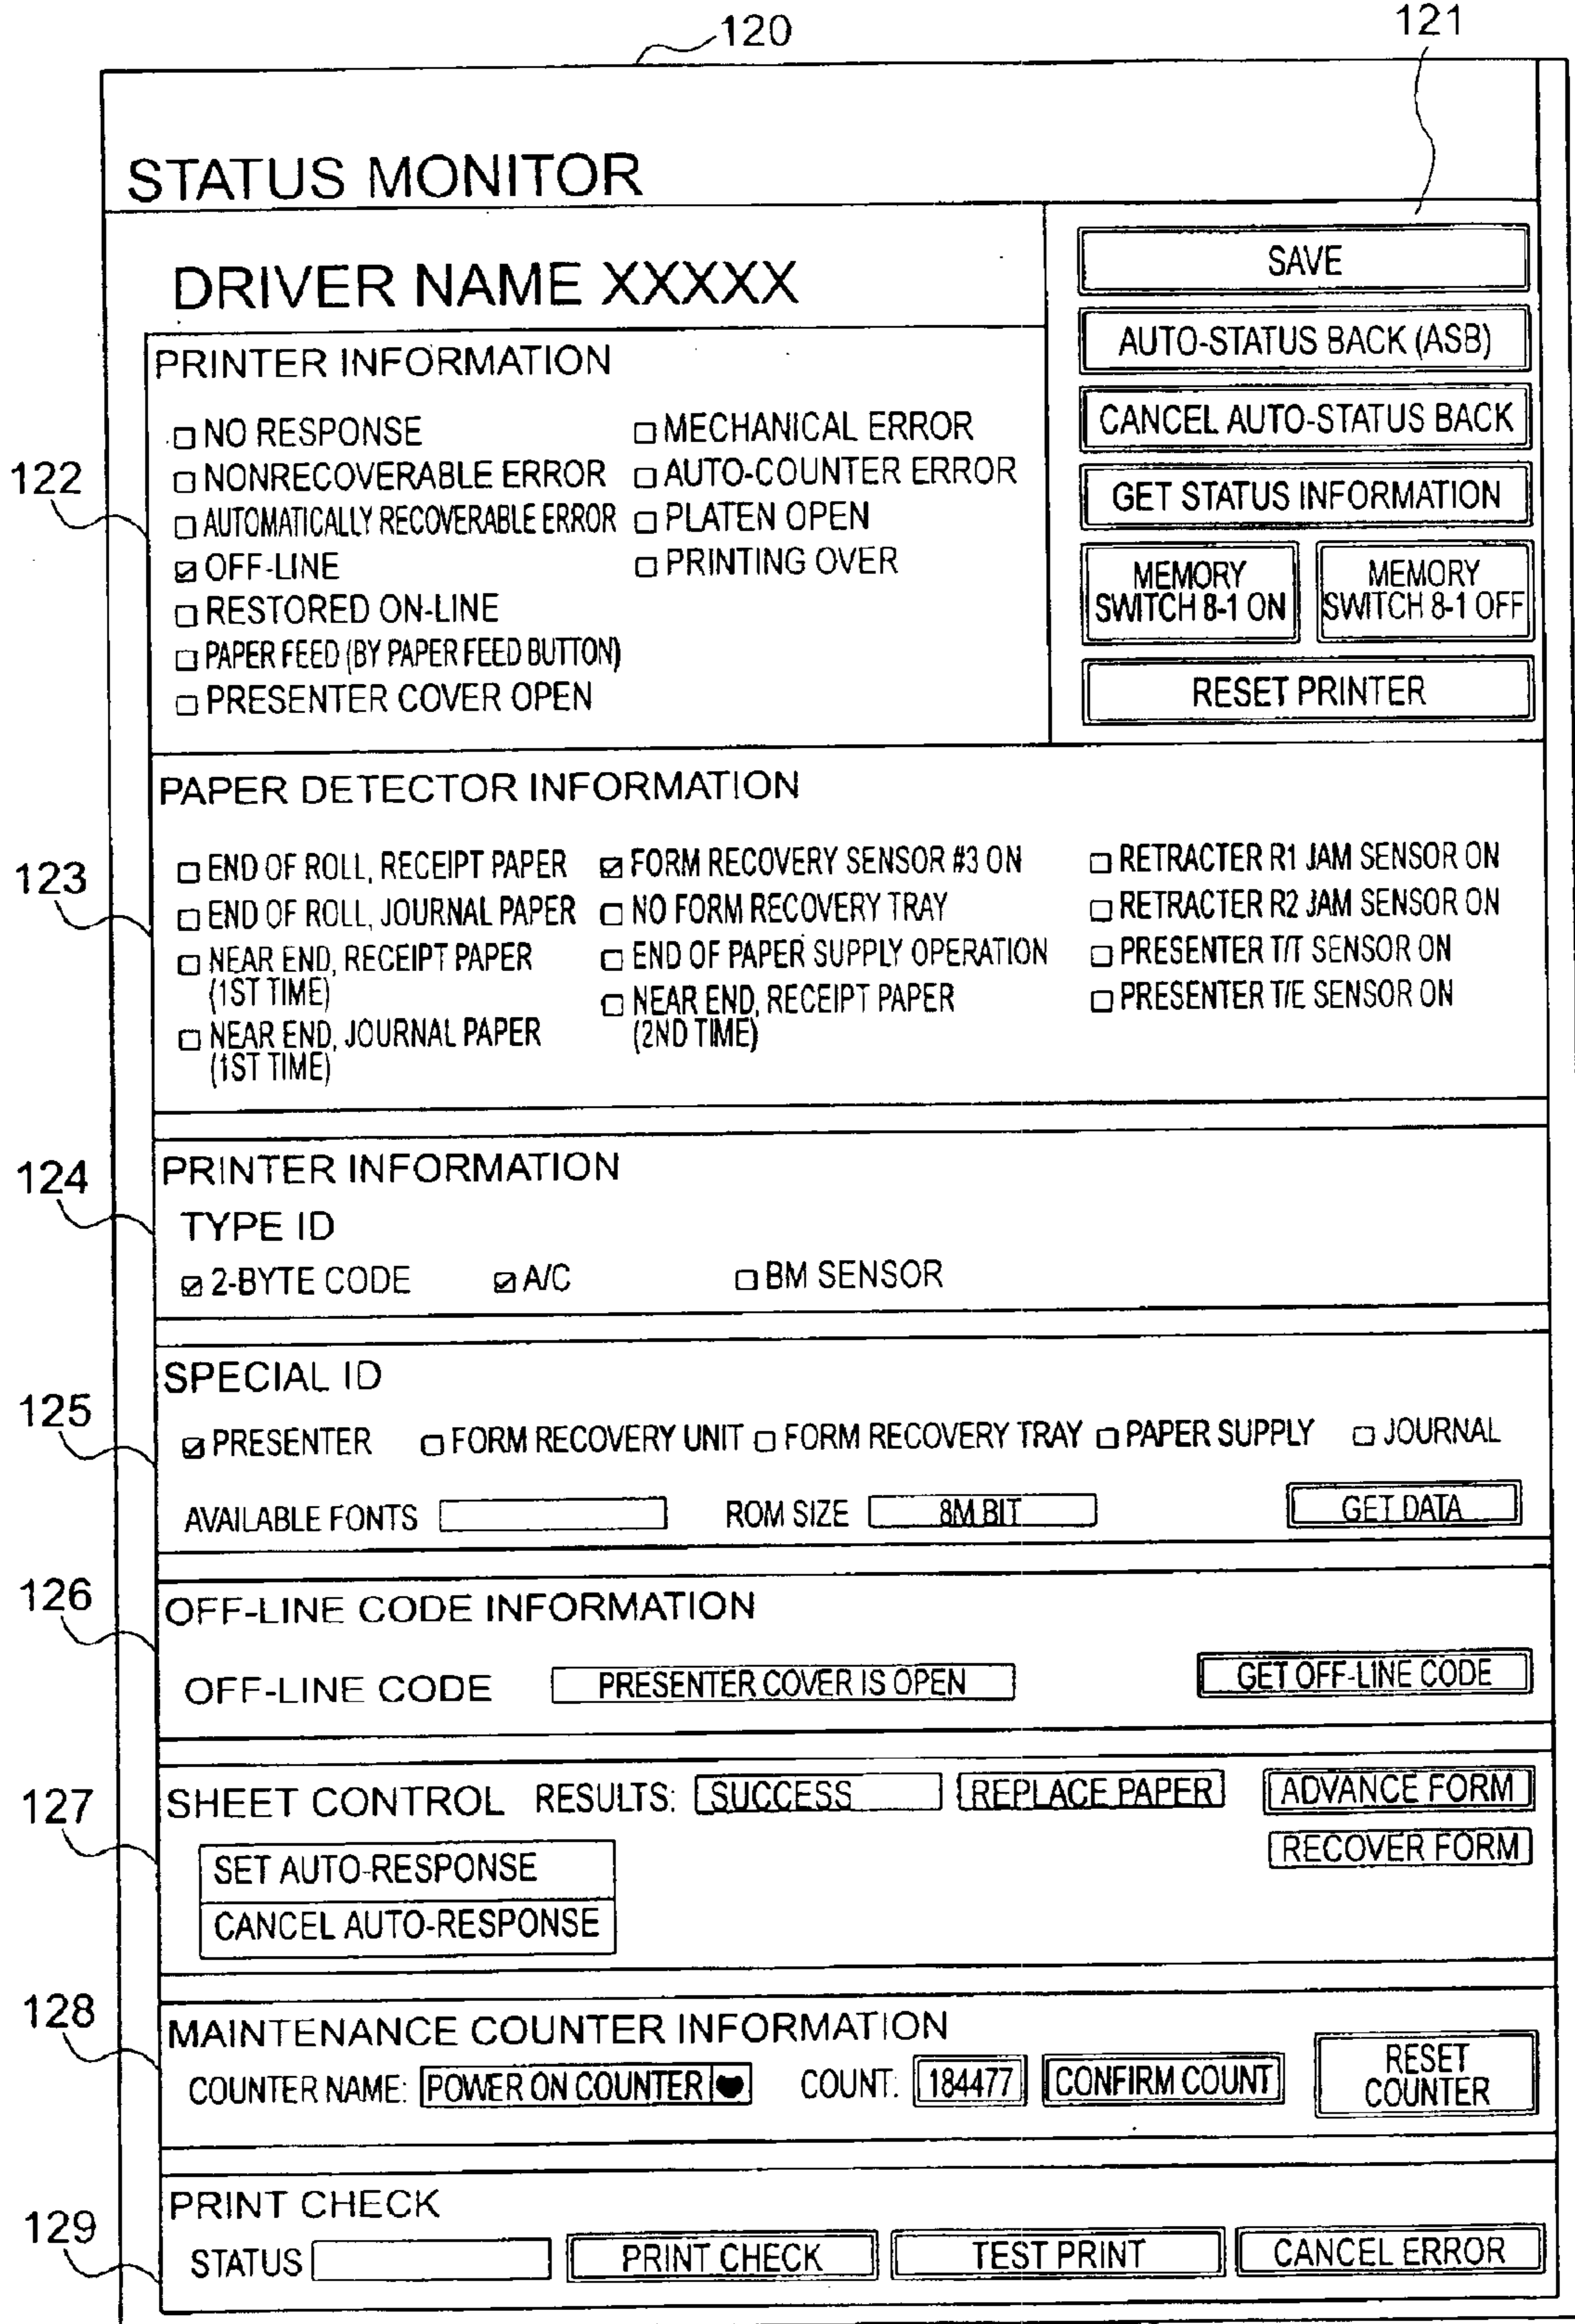 120
121
STATUS MONITOR
DRIVER NAME XXXXX
SAVE
AUTO-STATUS BACK (ASB)
CANCEL AUTO-STATUS BACK
GET STATUS INFORMATION
MEMORY
SWITCH 8-1 ON
MEMORY
SWITCH 8-1 OFF
RESET PRINTER
122
PRINTER INFORMATION
NO RESPONSE
NONRECOVERABLE ERROR
AUTOMATICALLY RECOVERABLE ERROR
OFF-LINE
RESTORED ON-LINE
PAPER FEED (BY PAPER FEED BUTTON)
PRESENTER COVER OPEN
MECHANICAL ERROR
AUTO-COUNTER ERROR
PLATEN OPEN
PRINTING OVER
123
PAPER DETECTOR INFORMATION
END OF ROLL, RECEIPT PAPER
END OF ROLL, JOURNAL PAPER
NEAR END, RECEIPT PAPER
(1ST TIME)
NEAR END, JOURNAL PAPER
(1ST TIME)
FORM RECOVERY SENSOR #3 ON
NO FORM RECOVERY TRAY
END OF PAPER SUPPLY OPERATION
NEAR END, RECEIPT PAPER
(2ND TIME)
RETRACTER R1 JAM SENSOR ON
RETRACTER R2 JAM SENSOR ON
PRESENTER T/T SENSOR ON
PRESENTER T/E SENSOR ON
124
PRINTER INFORMATION
TYPE ID
2-BYTE CODE A/C BM SENSOR
125
SPECIAL ID
PRESENTER FORM RECOVERY UNIT FORM RECOVERY TRAY PAPER SUPPLY JOURNAL
AVAILABLE FONTS ROM SIZE 8M BIT GET DATA
126
OFF-LINE CODE INFORMATION
OFF-LINE CODE PRESENTER COVER IS OPEN GET OFF-LINE CODE
127
SHEET CONTROL RESULTS: SUCCESS REPLACE PAPER ADVANCE FORM
RECOVER FORM
SET AUTO-RESPONSE
CANCEL AUTO-RESPONSE
128
MAINTENANCE COUNTER INFORMATION
COUNTER NAME: POWER ON COUNTER COUNT: 184477 CONFIRM COUNT
RESET
COUNTER
129
PRINT CHECK
STATUS PRINT CHECK TEST PRINT CANCEL ERROR